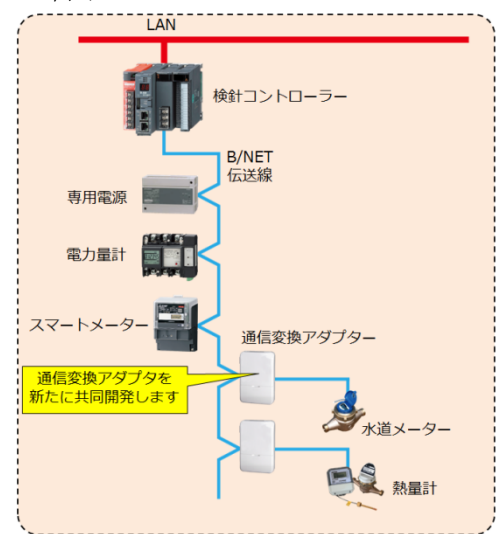 LAN
検針コントローラー
B/NET
伝送線
専用電源
電力量計
スマートメーター
通信変換アダプター
通信変換アダプタを
新たに共同開発します
水道メーター
熱量計